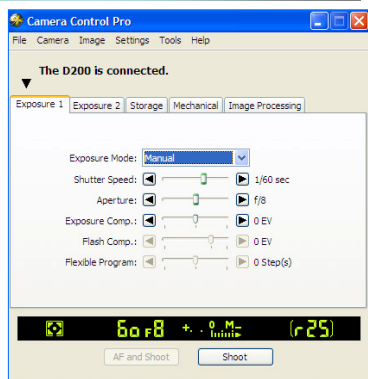 Camera Control Pro
File Camera Image Settings Tools Help
The D200 is connected.
Exposure 1 Exposure 2 Storage Mechanical Image Processing
Exposure Mode: Manual
Shutter Speed: 1/60 sec
Aperture: f/8
Exposure Comp.: 0 EV
Flash Comp.: 0 EV
Flexible Program: 0 Step(s)
60 F8 +. . 0 . M- (r25)
AF and Shoot Shoot